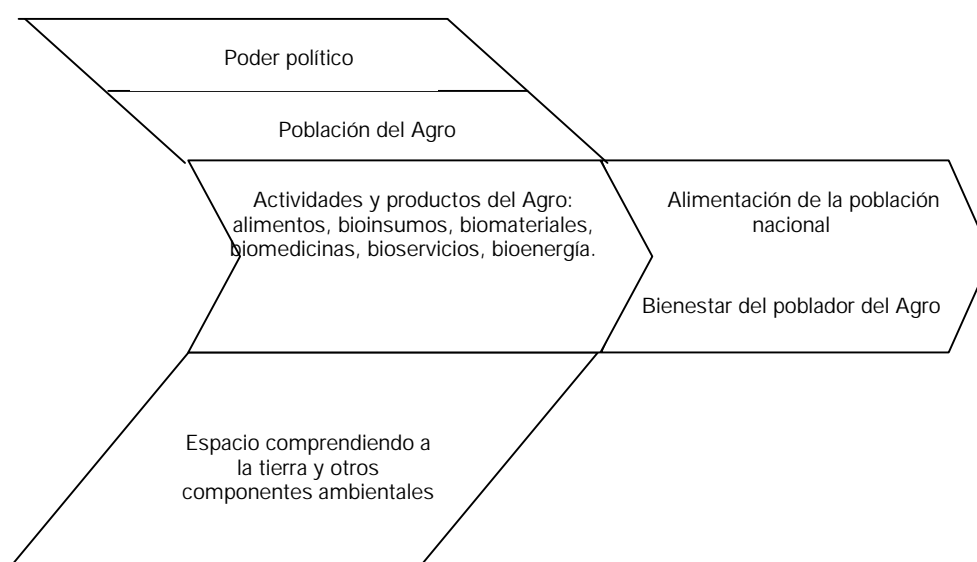 Poder político
Población del Agro
Actividades y productos del Agro:
alimentos, bioinsumos, biomateriales,
biomedicinas, bioservicios, bioenergía.
Alimentación de la población
nacional
Bienestar del poblador del Agro
Espacio comprendiendo a
la tierra y otros
componentes ambientales